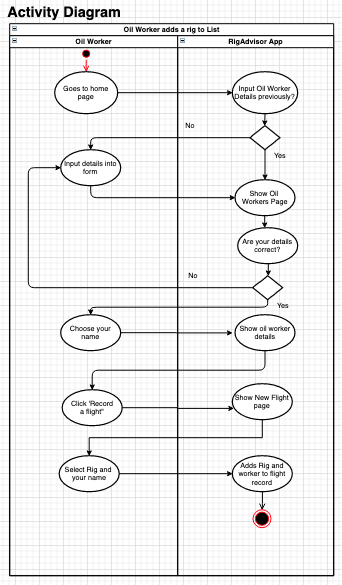 Activity Diagram
Oil Worker adds a rig to List
Oil Worker
RigAdvisor App
Goes to home
page
Input Oil Worker
Details previously?
No
Yes
Input details into
form
Show Oil
Workers Page
Are your details
correct?
No
Yes
Choose your
name
Show oil worker
details
Click 'Record
a flight"
Show New Flight
page
Select Rig and
your name
Adds Rig and
worker to flight
record